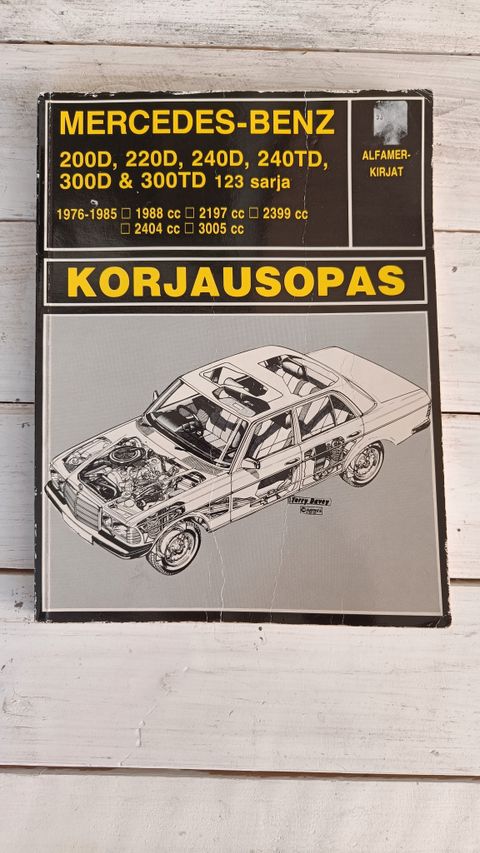 MERCEDES-BENZ
200D, 220D, 240D, 240TD,
300D & 300TD 123 sarja
1976-1985 □ 1988 cc □ 2197 cc □ 2399 cc
□ 2404 cc □ 3005 cc
ALFAMER-
KIRJAT
KORJAUSOPAS
Terry Davey